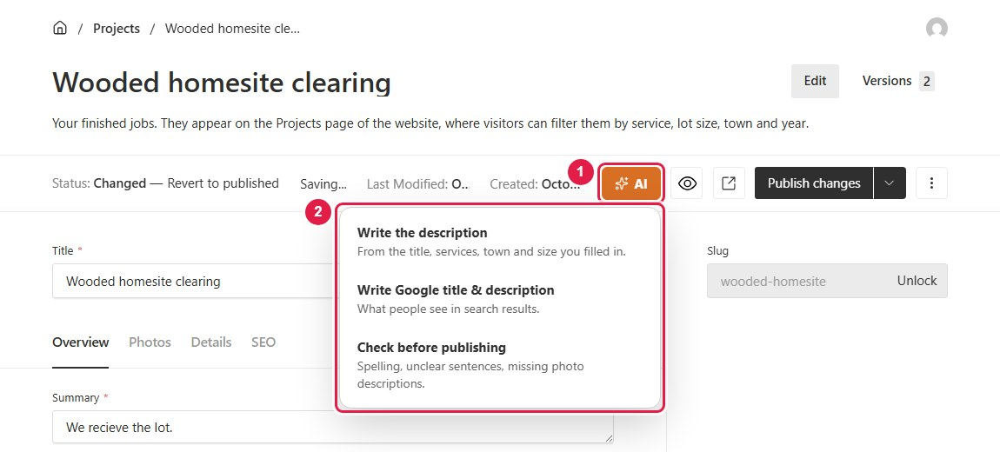 / Projects / Wooded homesite cle...
Wooded homesite clearing
Edit
Versions 2
Your finished jobs. They appear on the Projects page of the website, where visitors can filter them by service, lot size, town and year.
Status: Changed — Revert to published
Saving...
Last Modified: O...
Created: Octo...
1
AI
Publish changes
2
Write the description
From the title, services, town and size you filled in.
Write Google title & description
What people see in search results.
Check before publishing
Spelling, unclear sentences, missing photo
descriptions.
Title *
Wooded homesite clearing
Slug
wooded-homesite
Unlock
Overview
Photos
Details
SEO
Summary *
We recieve the lot.